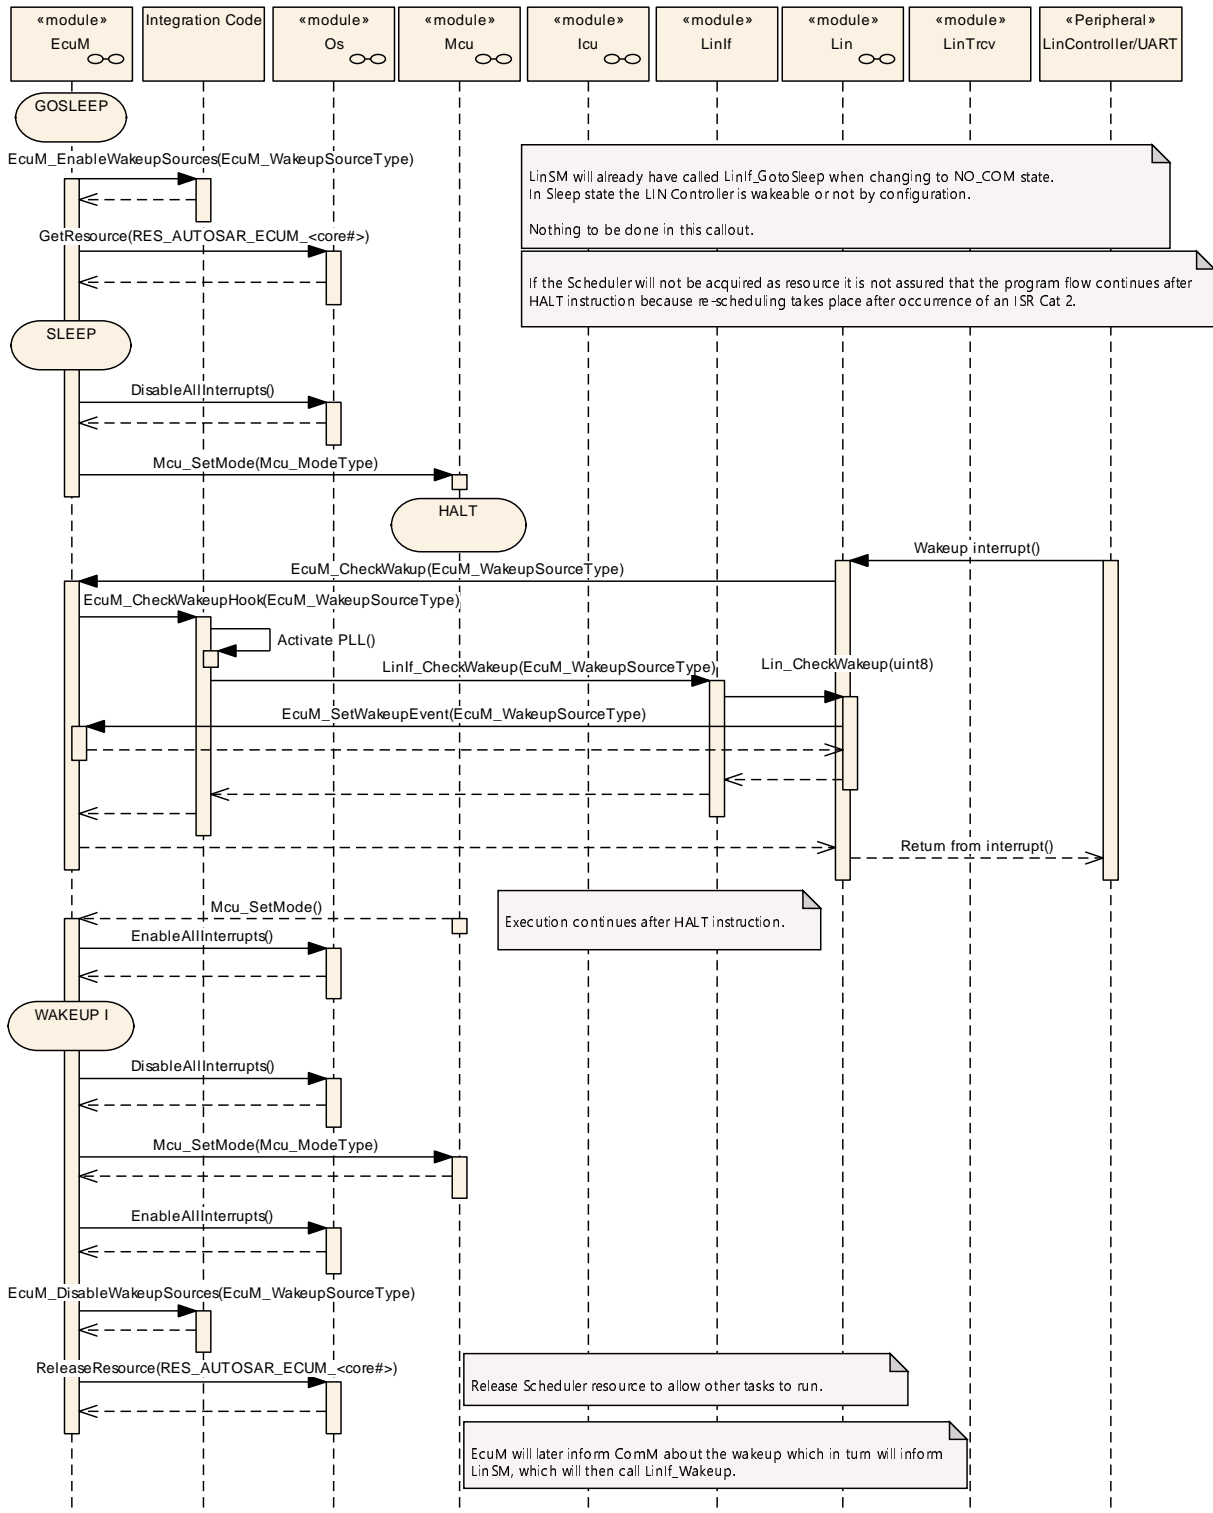 «module»
EcuM
Integration Code
«module»
Os
«module»
Mcu
«module»
Icu
«module»
LinIf
«module»
Lin
«module»
LinTrcv
«Peripheral»
LinController/UART
GOSLEEP
EcuM_EnableWakeupSources(EcuM_WakeupSourceType)
LinSM will already have called LinIf_GotoSleep when changing to NO_COM state.
In Sleep state the LIN Controller is wakeable or not by configuration.
Nothing to be done in this callout.
GetResource(RES_AUTOSAR_ECUM_<core#>)
If the Scheduler will not be acquired as resource it is not assured that the program flow continues after
HALT instruction because re-scheduling takes place after occurrence of an ISR Cat 2.
SLEEP
DisableAllInterrupts()
Mcu_SetMode(Mcu_ModeType)
HALT
Wakeup interrupt()
EcuM_CheckWakup(EcuM_WakeupSourceType)
EcuM_CheckWakeupHook(EcuM_WakeupSourceType)
Activate PLL()
LinIf_CheckWakeup(EcuM_WakeupSourceType)
Lin_CheckWakeup(uint8)
EcuM_SetWakeupEvent(EcuM_WakeupSourceType)
Return from interrupt()
Mcu_SetMode()
Execution continues after HALT instruction.
EnableAllInterrupts()
WAKEUP I
DisableAllInterrupts()
Mcu_SetMode(Mcu_ModeType)
EnableAllInterrupts()
EcuM_DisableWakeupSources(EcuM_WakeupSourceType)
ReleaseResource(RES_AUTOSAR_ECUM_<core#>)
Release Scheduler resource to allow other tasks to run.
EcuM will later inform ComM about the wakeup which in turn will inform
LinSM, which will then call LinIf_Wakeup.